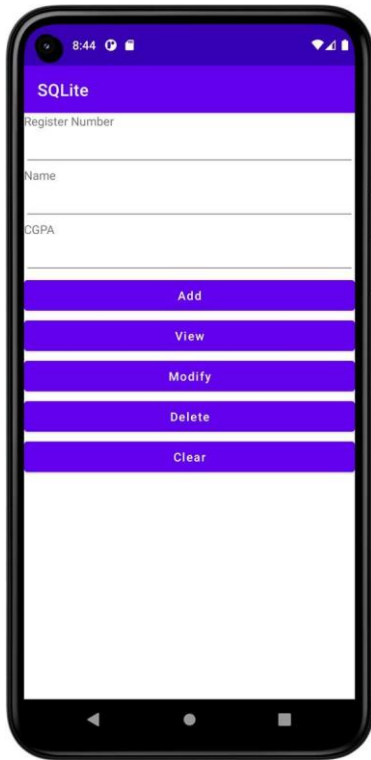 8:44
SQLite
Register Number
Name
CGPA
Add
View
Modify
Delete
Clear